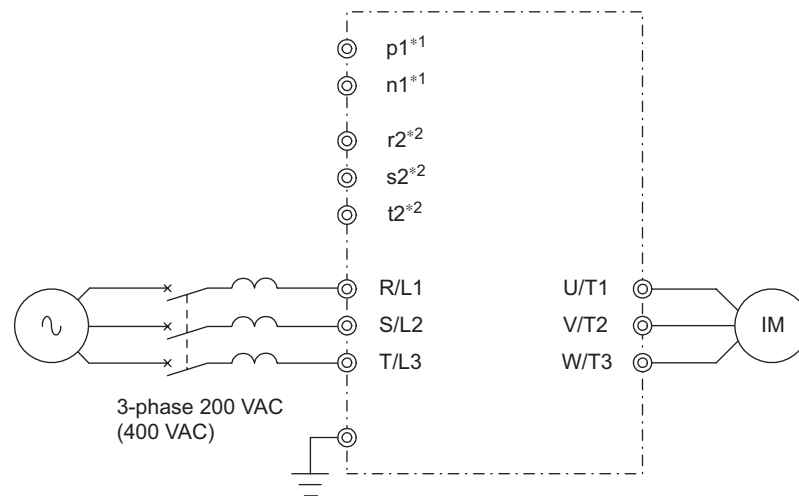 p1*1
n1*1
r2*2
s2*2
t2*2
R/L1
U/T1
S/L2
V/T2
IM
T/L3
W/T3
3-phase 200 VAC
(400 VAC)